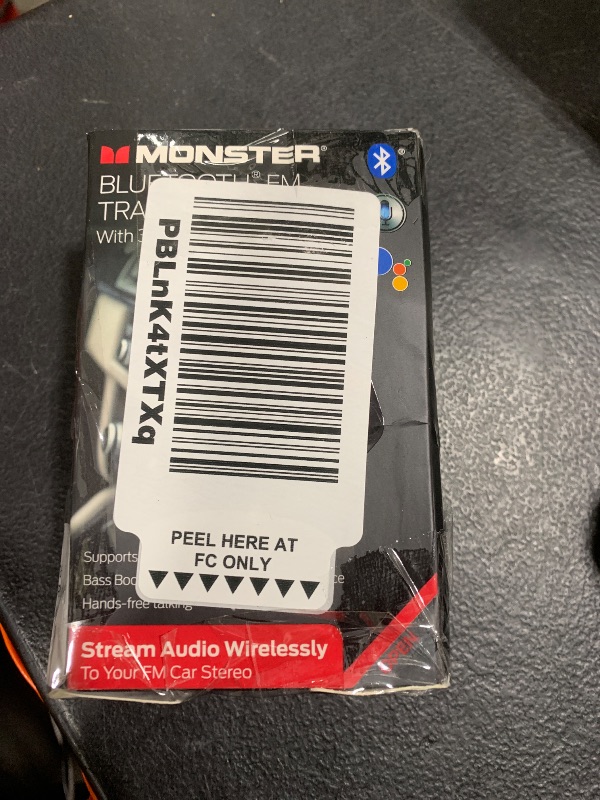 MONSTER®
BLUETOOTH® FM
TRA
With 3
PBLnK4tXTXq
PEEL HERE AT
FC ONLY
Supports
Bass Boo ce
Hands-free talking
Stream Audio Wirelessly
To Your FM Car Stereo